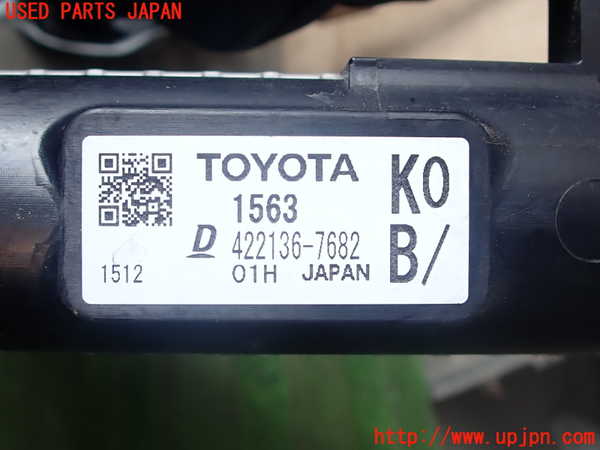 USED PARTS JAPAN
TOYOTA
K0
1563
D 422136-7682
B/
1512
01H JAPAN
http://www.upjpn.com/